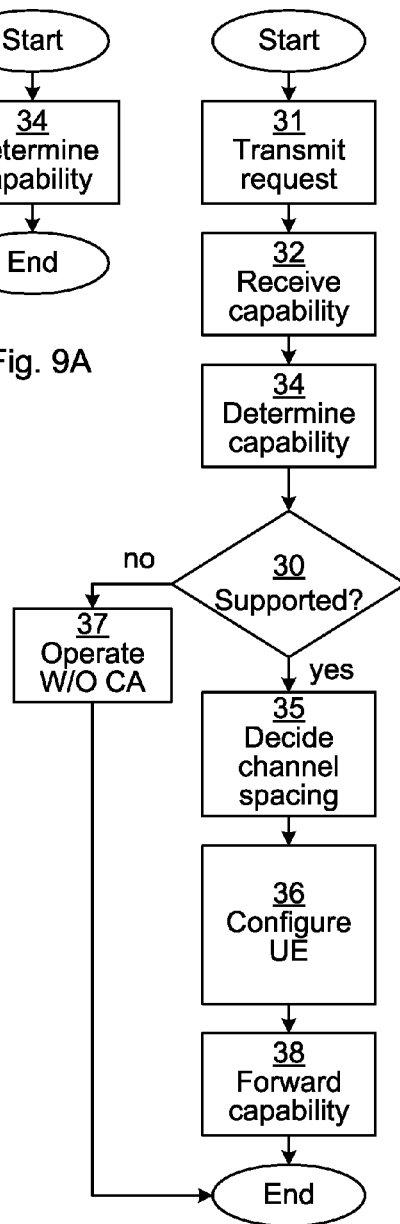 Start
34
etermine
pability
End
Fig. 9A
Start
31
Transmit
request
32
Receive
capability
34
Determine
capability
30
Supported?
no
yes
37
Operate
W/O CA
35
Decide
channel
spacing
36
Configure
UE
38
Forward
capability
End